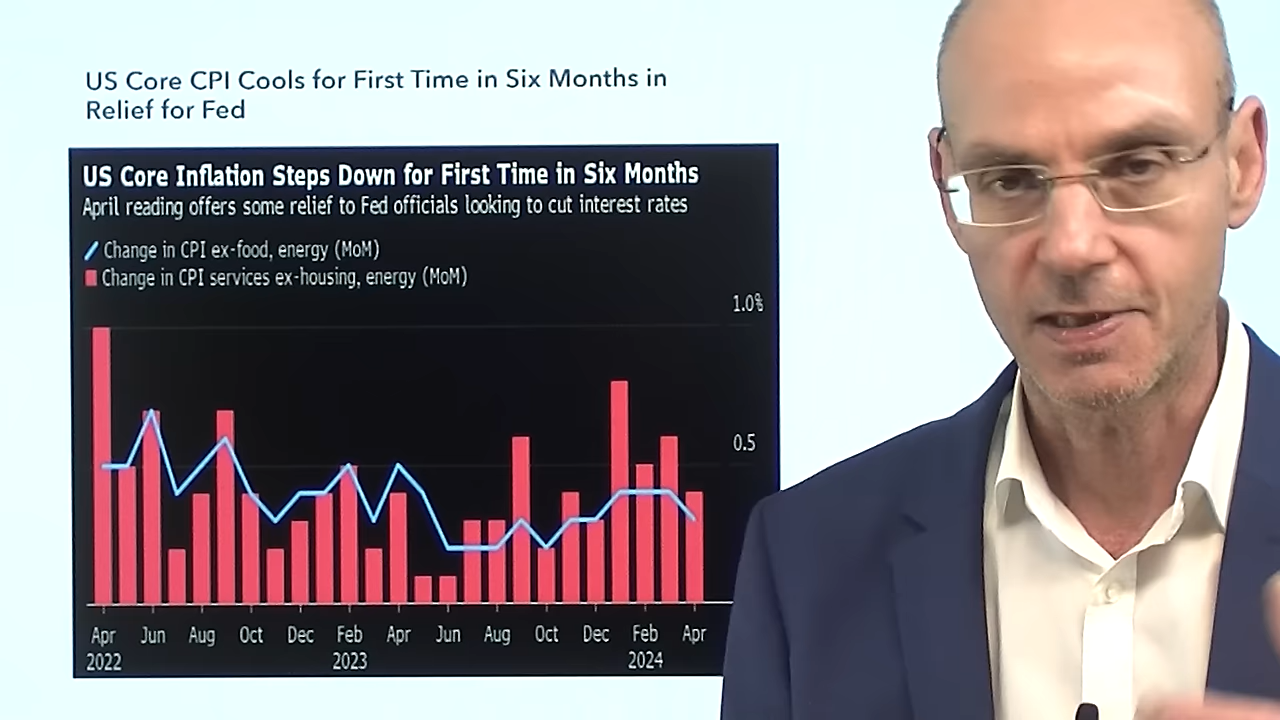 US Core CPI Cools for First Time in Six Months in
Relief for Fed
US Core Inflation Steps Down for First Time in Six Months
April reading offers some relief to Fed officials looking to cut interest rates
Change in CPI ex-food, energy (MoM)
Change in CPI services ex-housing, energy (MoM)
1.0%
0.5
Apr Jun Aug Oct Dec Feb Apr Jun Aug Oct Dec Feb Apr
2022 2023 2024